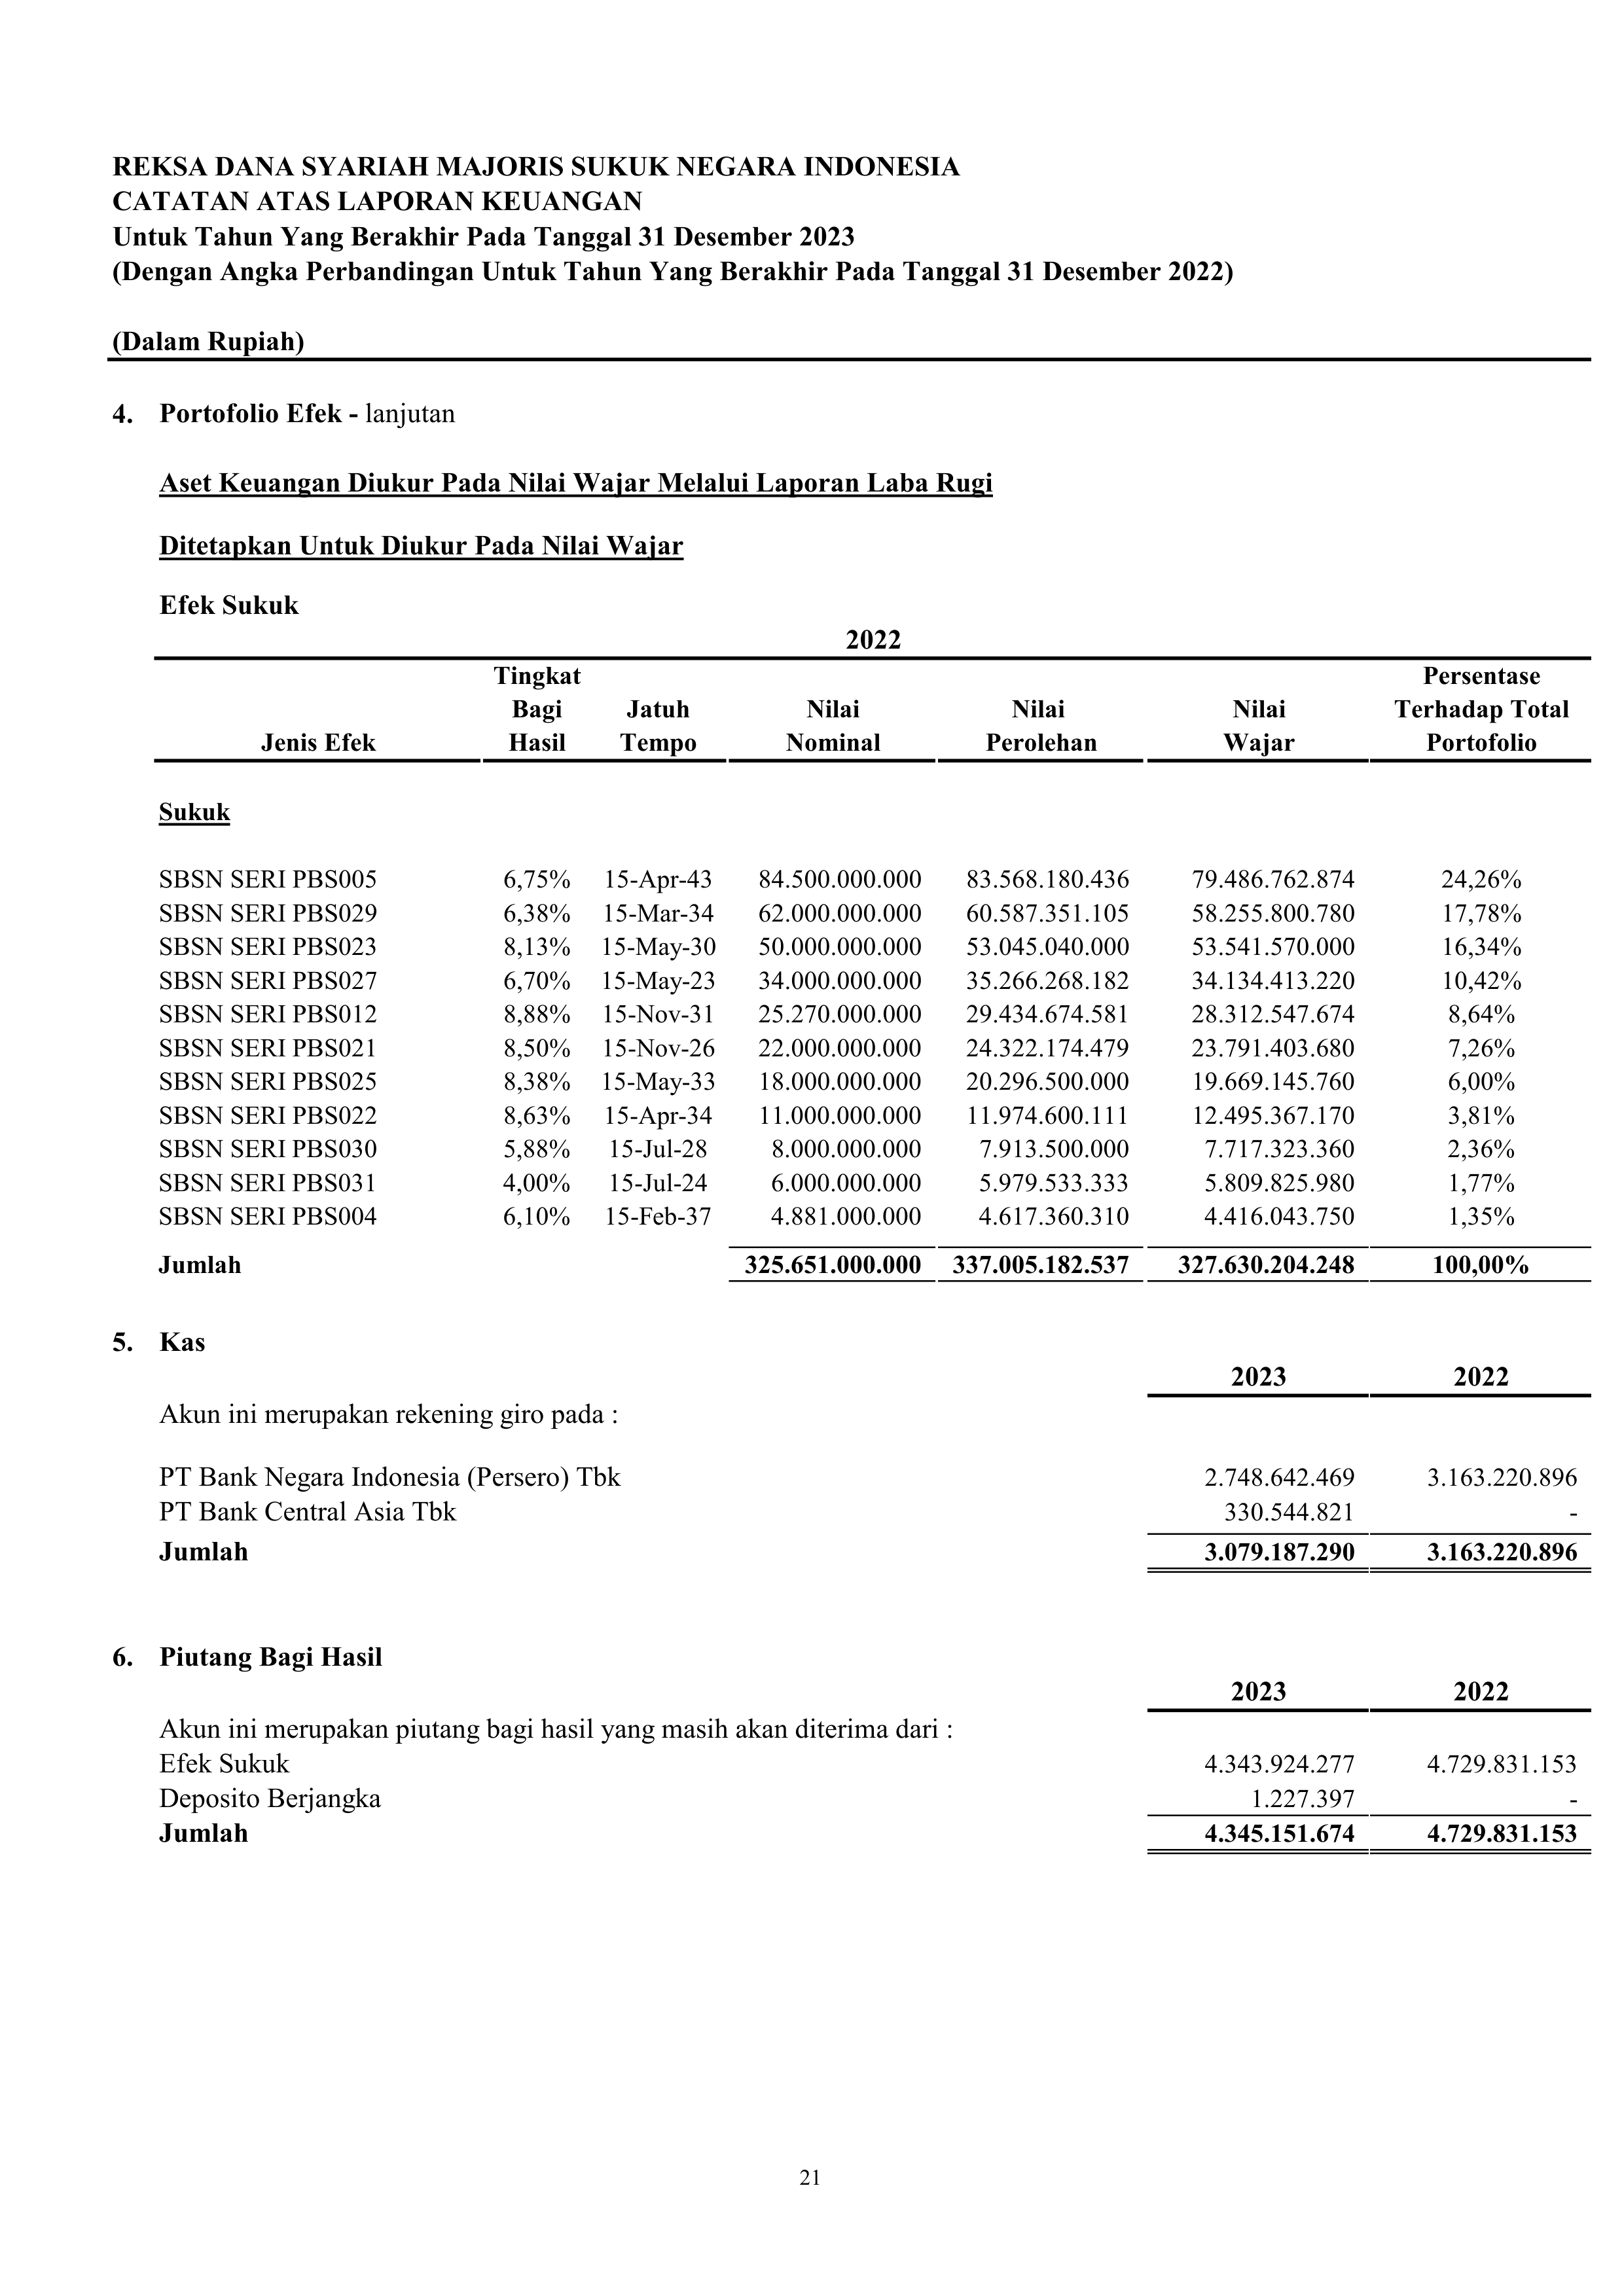 REKSA DANA SYARIAH MAJORIS SUKUK NEGARA INDONESIA
CATATAN ATAS LAPORAN KEUANGAN
Untuk Tahun Yang Berakhir Pada Tanggal 31 Desember 2023
(Dengan Angka Perbandingan Untuk Tahun Yang Berakhir Pada Tanggal 31 Desember 2022)
(Dalam Rupiah)
4. Portofolio Efek - lanjutan
Aset Keuangan Diukur Pada Nilai Wajar Melalui Laporan Laba Rugi
Ditetapkan Untuk Diukur Pada Nilai Wajar
Efek Sukuk
2022
Tingkat Persentase
Bagi Jatuh Nilai Nilai Nilai Terhadap Total
Jenis Efek Hasil Tempo Nominal Perolehan Wajar Portofolio
Sukuk
SBSN SERI PBS005 6,75% 15-Apr-43 84.500.000.000 83.568.180.436 79.486.762.874 24,26%
SBSN SERI PBS029 6,38% 15-Mar-34 62.000.000.000 60.587.351.105 58.255.800.780 17,78%
SBSN SERI PBS023 8,13% 15-May-30 50.000.000.000 53.045.040.000 53.541.570.000 16,34%
SBSN SERI PBS027 6,70% 15-May-23 34.000.000.000 35.266.268.182 34.134.413.220 10,42%
SBSN SERI PBS012 8,88% 15-Nov-31 25.270.000.000 29.434.674.581 28.312.547.674 8,64%
SBSN SERI PBS021 8,50% 15-Nov-26 22.000.000.000 24.322.174.479 23.791.403.680 7,26%
SBSN SERI PBS025 8,38% 15-May-33 18.000.000.000 20.296.500.000 19.669.145.760 6,00%
SBSN SERI PBS022 8,63% 15-Apr-34 11.000.000.000 11.974.600.111 12.495.367.170 3,81%
SBSN SERI PBS030 5,88% 15-Jul-28 8.000.000.000 7.913.500.000 7.717.323.360 2,36%
SBSN SERI PBS031 4,00% 15-Jul-24 6.000.000.000 5.979.533.333 5.809.825.980 1,77%
SBSN SERI PBS004 6,10% 15-Feb-37 4.881.000.000 4.617.360.310 4.416.043.750 1,35%
Jumlah 325.651.000.000 337.005.182.537 327.630.204.248 100,00%
5. Kas
2023 2022
Akun ini merupakan rekening giro pada :
PT Bank Negara Indonesia (Persero) Tbk 2.748.642.469 3.163.220.896
PT Bank Central Asia Tbk 330.544.821 -
Jumlah 3.079.187.290 3.163.220.896
6. Piutang Bagi Hasil
2023 2022
Akun ini merupakan piutang bagi hasil yang masih akan diterima dari :
Efek Sukuk 4.343.924.277 4.729.831.153
Deposito Berjangka 1.227.397 -
Jumlah 4.345.151.674 4.729.831.153
21